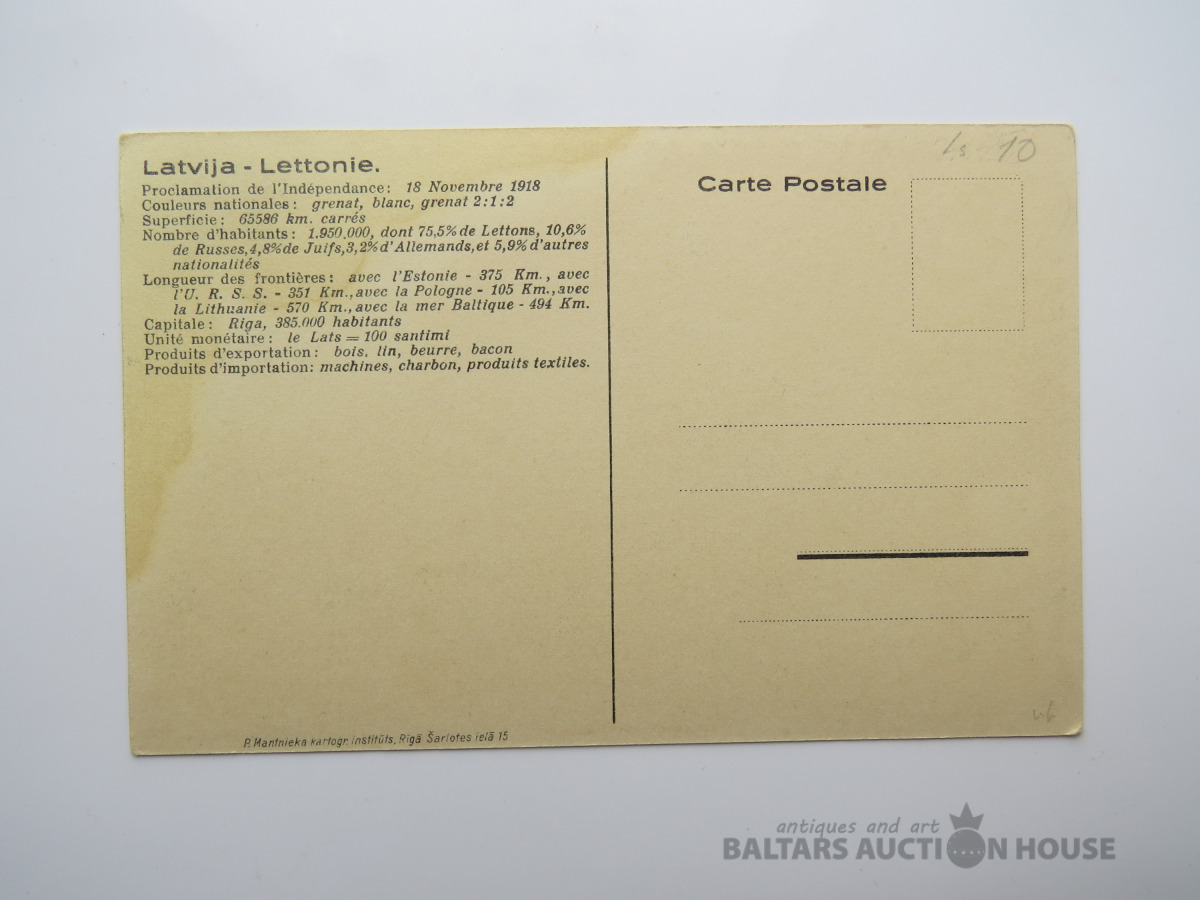 Latvija - Lettonie.
Proclamation de l'Indépendance: 18 Novembre 1918
Couleurs nationales: grenat, blanc, grenat 2:1:2
Superficie: 65586 km. carrés
Nombre d'habitants: 1.950.000, dont 75,5% de Lettons, 10,6%
de Russes, 4,8% de Juifs, 3,2% d'Allemands, et 5,9% d'autres
nationalités
Longueur des frontières: avec l'Estonie - 375 Km., avec
l'U. R. S. S. - 351 Km., avec la Pologne - 105 Km., avec
la Lithuanie - 570 Km., avec la mer Baltique - 494 Km.
Capitale: Riga, 385.000 habitants
Unité monétaire: le Lats = 100 santimi
Produits d'exportation: bois, lin, beurre, bacon
Produits d'importation: machines, charbon, produits textiles.
P. Mantnieka kartogr. institūts, Rīgā Šarlotes ielā 15
Ls 10
Carte Postale
antiques and art
BALTARS AUCTION HOUSE